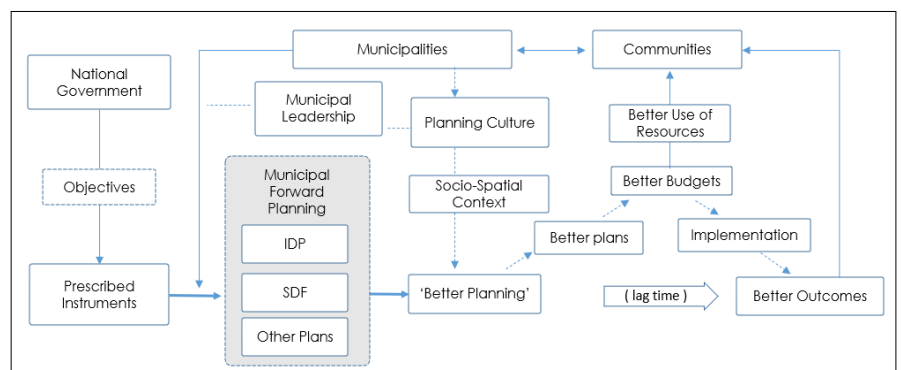 Municipalities
Communities
National
Government
Municipal
Leadership
Planning Culture
Better Use of
Resources
Objectives
Municipal
Forward
Planning
Socio-Spatial
Context
Better Budgets
IDP
Better plans
Implementation
Prescribed
Instruments
SDF
'Better Planning'
( lag time )
Better Outcomes
Other Plans